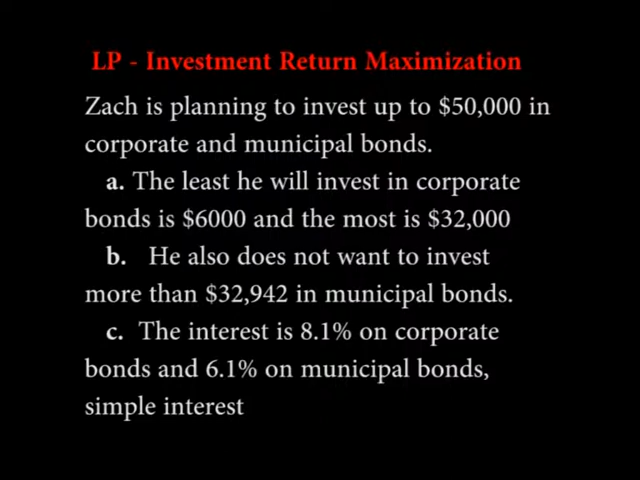 LP - Investment Return Maximization
Zach is planning to invest up to $50,000 in
corporate and municipal bonds.
a. The least he will invest in corporate
bonds is $6000 and the most is $32,000
b. He also does not want to invest
more than $32,942 in municipal bonds.
c. The interest is 8.1% on corporate
bonds and 6.1% on municipal bonds,
simple interest